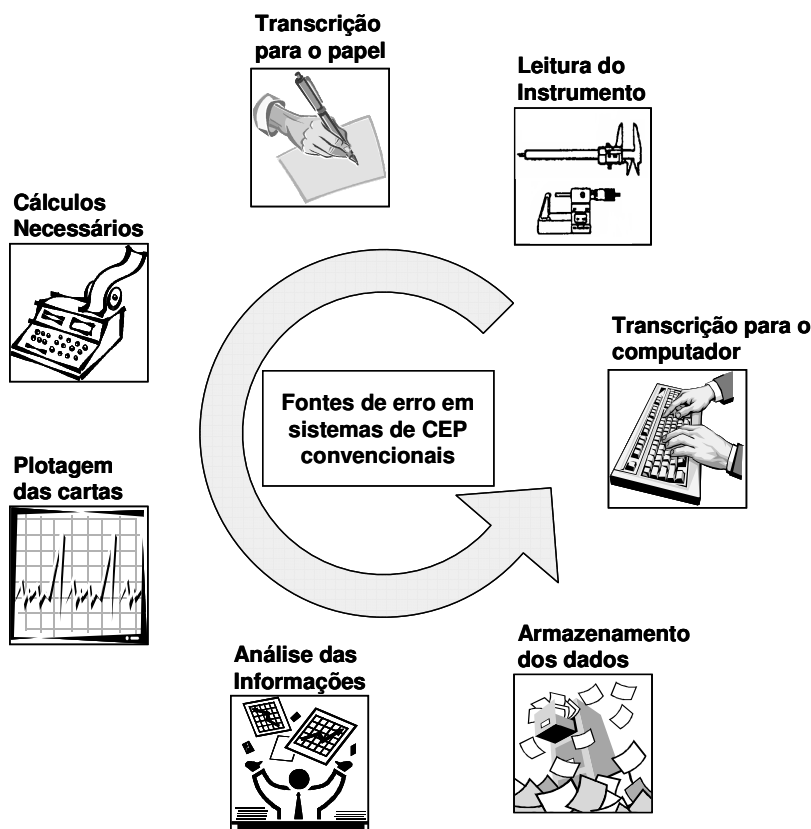 Transcrição
para o papel
Leitura do
Instrumento
Cálculos
Necessários
Transcrição para o
computador
Fontes de erro em
sistemas de CEP
convencionais
Plotagem
das cartas
Análise das
Informações
Armazenamento
dos dados